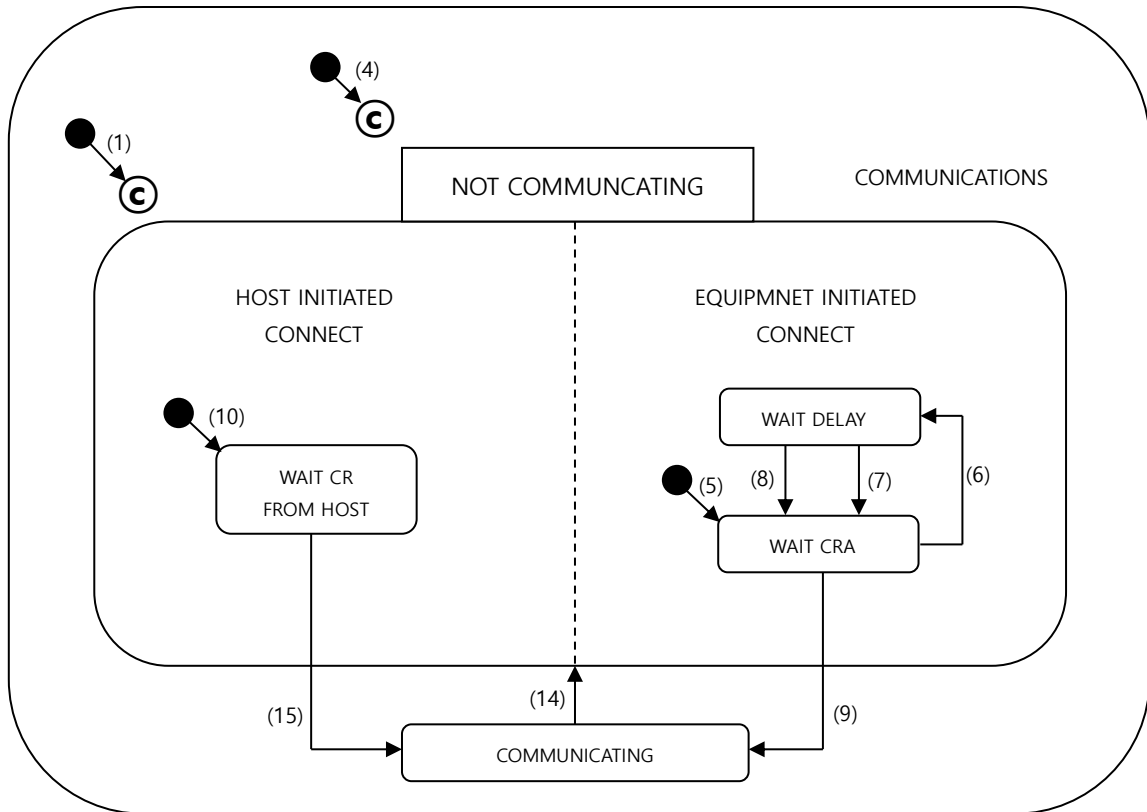 (4)
(1)
C
C
NOT COMMUNCATING
COMMUNICATIONS
HOST INITIATED
CONNECT
EQUIPMNET INITIATED
CONNECT
(10)
WAIT CR
FROM HOST
WAIT DELAY
(8)
(7)
(6)
(5)
WAIT CRA
(15)
(14)
(9)
COMMUNICATING